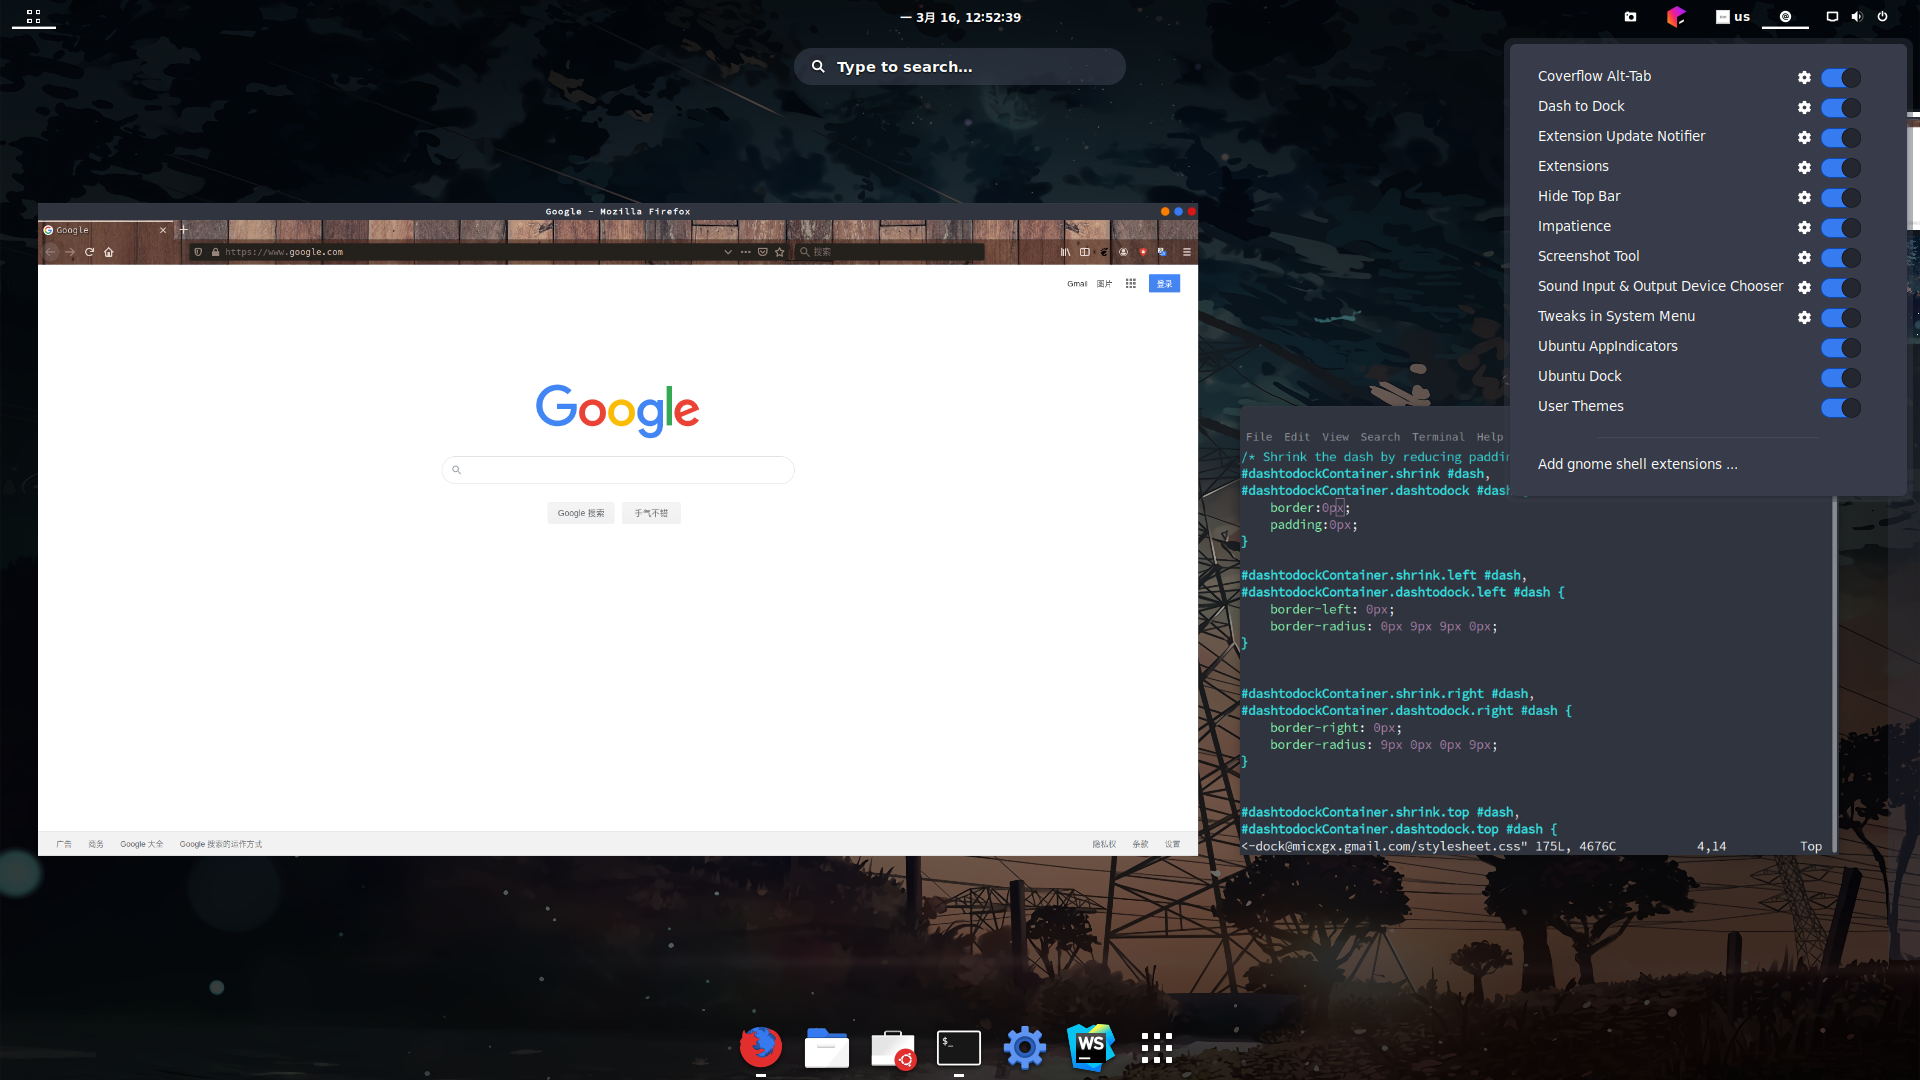 一 3月 16, 12:52:39
us
Type to search…
Coverflow Alt-Tab
Dash to Dock
Extension Update Notifier
Extensions
Hide Top Bar
Impatience
Screenshot Tool
Sound Input & Output Device Chooser
Tweaks in System Menu
Ubuntu AppIndicators
Ubuntu Dock
User Themes
Add gnome shell extensions ...
Google - Mozilla Firefox
Google
https://www.google.com
搜索
Gmail 图片 登录
Google
Google 搜索 手气不错
广告 商务 Google 大全 Google 搜索的运作方式 隐私权 条款 设置
File Edit View Search Terminal Help
/* Shrink the dash by reducing paddin
#dashtodockContainer.shrink #dash,
#dashtodockContainer.dashtodock #dash
border:0px;
padding:0px;
}
#dashtodockContainer.shrink.left #dash,
#dashtodockContainer.dashtodock.left #dash {
border-left: 0px;
border-radius: 0px 9px 9px 0px;
}
#dashtodockContainer.shrink.right #dash,
#dashtodockContainer.dashtodock.right #dash {
border-right: 0px;
border-radius: 9px 0px 0px 9px;
}
#dashtodockContainer.shrink.top #dash,
#dashtodockContainer.dashtodock.top #dash {
<-dock@micxgx.gmail.com/stylesheet.css" 175L, 4676C 4,14 Top
$_
WS